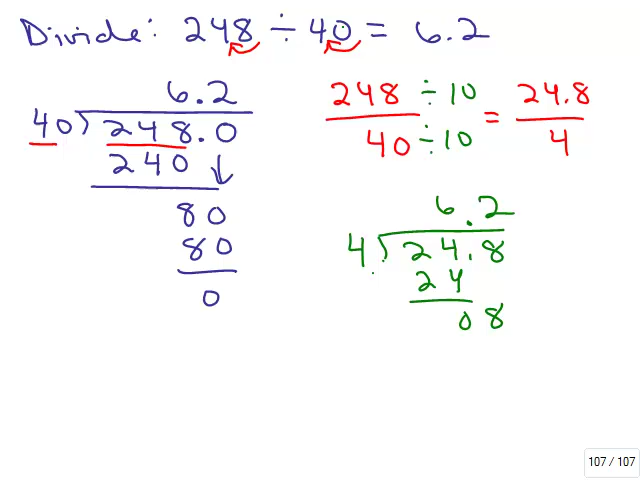 Divide: 248 ÷ 40 = 6.2
6.2
40 ) 248.0
240 ↓
80
80
0
248 ÷ 10 = 24.8
40 ÷ 10 4
6.2
4 ) 24.8
24
08
107 / 107